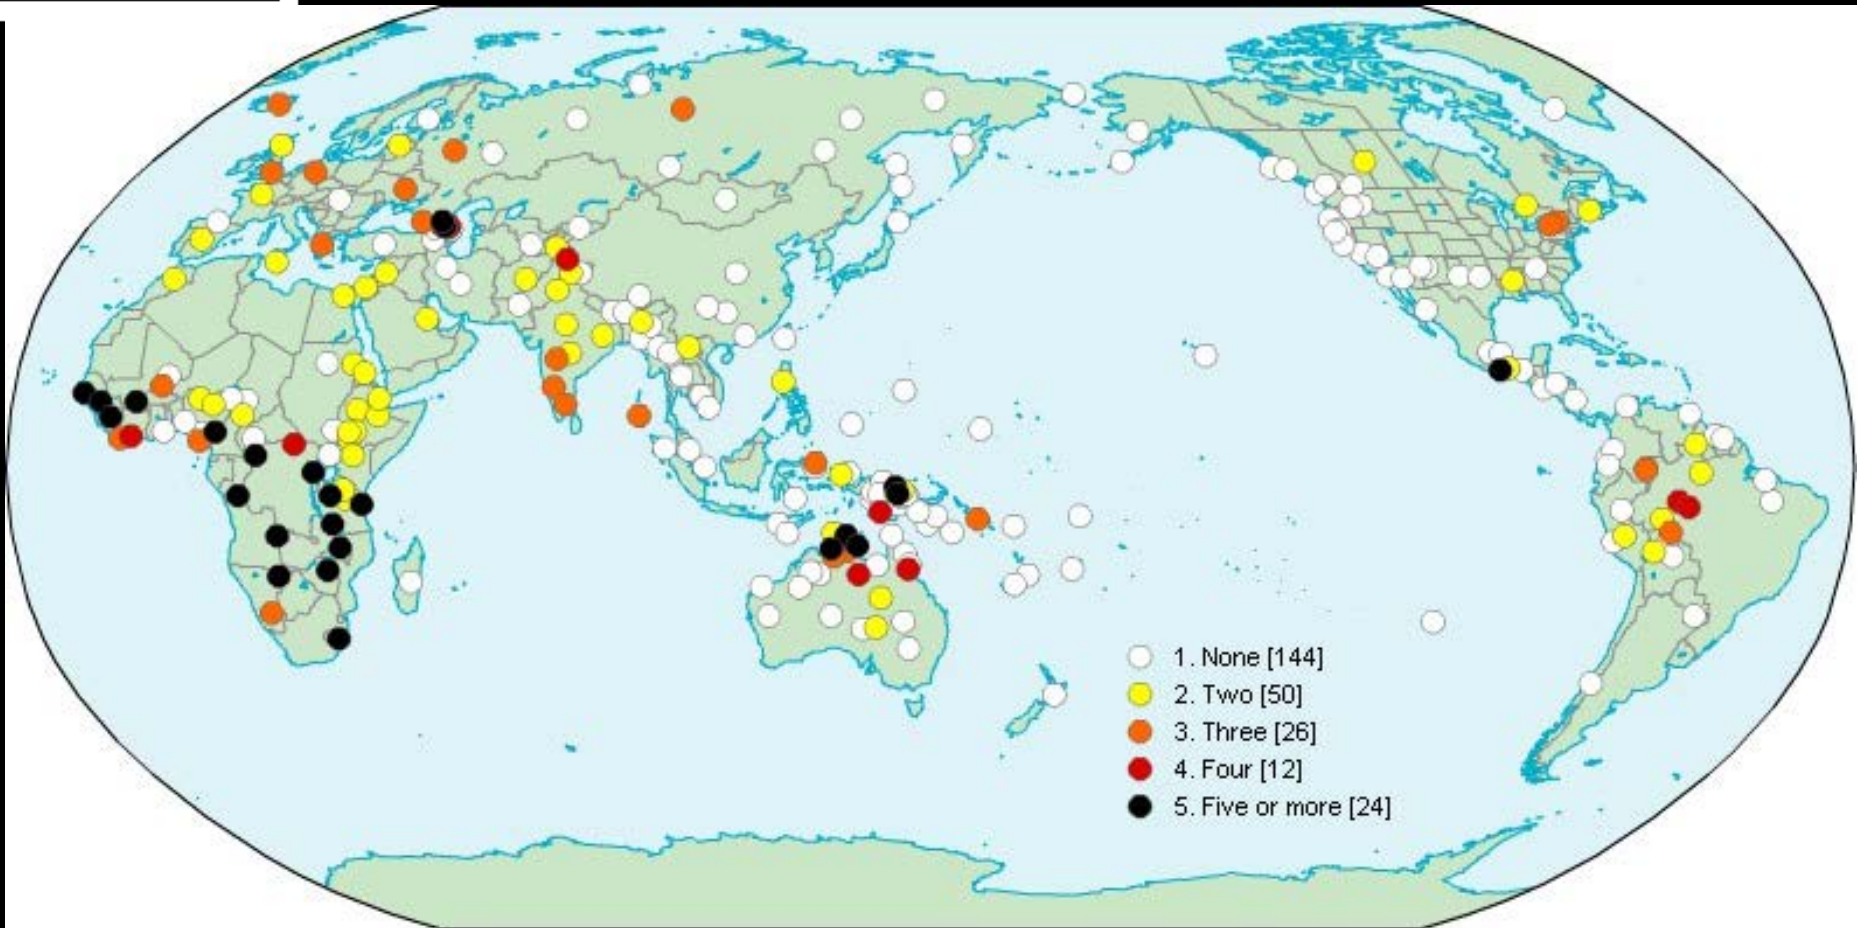 1. None [144]
2. Two [50]
3. Three [26]
4. Four [12]
5. Five or more [24]